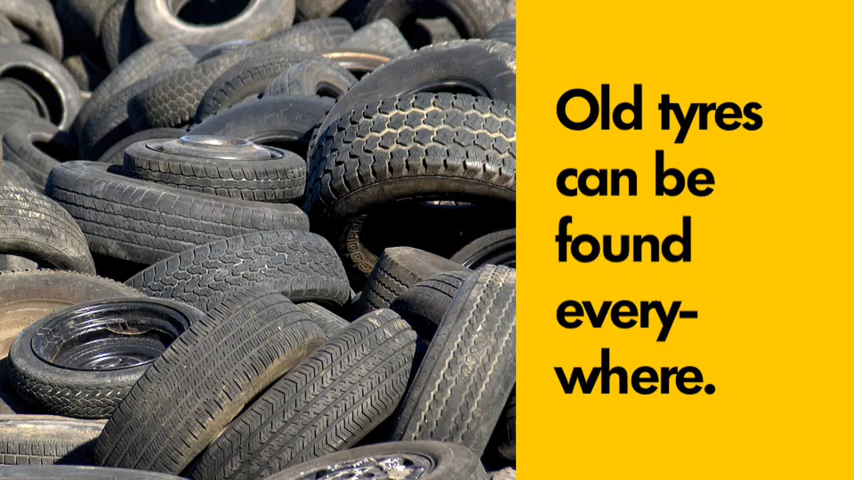 Old tyres
can be
found
every-
where.